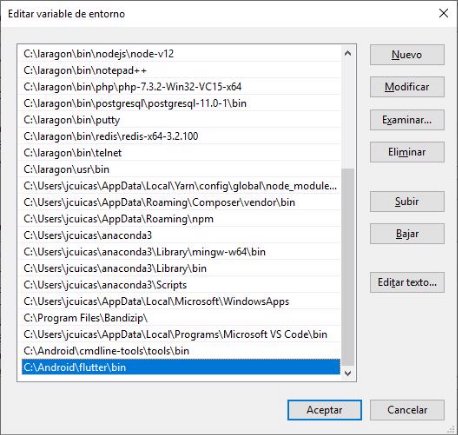 Editar variable de entorno
C:\laragon\bin\nodejs\node-v12
C:\laragon\bin\notepad++
C:\laragon\bin\php\php-7.3.2-Win32-VC15-x64
C:\laragon\bin\postgresql\postgresql-11.0-1\bin
C:\laragon\bin\putty
C:\laragon\bin\redis\redis-x64-3.2.100
C:\laragon\bin\telnet
C:\laragon\usr\bin
C:\Users\jcuicas\AppData\Local\Yarn\config\global\node_module...
C:\Users\jcuicas\AppData\Roaming\Composer\vendor\bin
C:\Users\jcuicas\AppData\Roaming\npm
C:\Users\jcuicas\anaconda3
C:\Users\jcuicas\anaconda3\Library\mingw-w64\bin
C:\Users\jcuicas\anaconda3\Library\bin
C:\Users\jcuicas\anaconda3\Scripts
C:\Users\jcuicas\AppData\Local\Microsoft\WindowsApps
C:\Program Files\Bandizip\
C:\Users\jcuicas\AppData\Local\Programs\Microsoft VS Code\bin
C:\Android\cmdline-tools\tools\bin
C:\Android\flutter\bin
Nuevo
Modificar
Examinar...
Eliminar
Subir
Bajar
Editar texto...
Aceptar
Cancelar